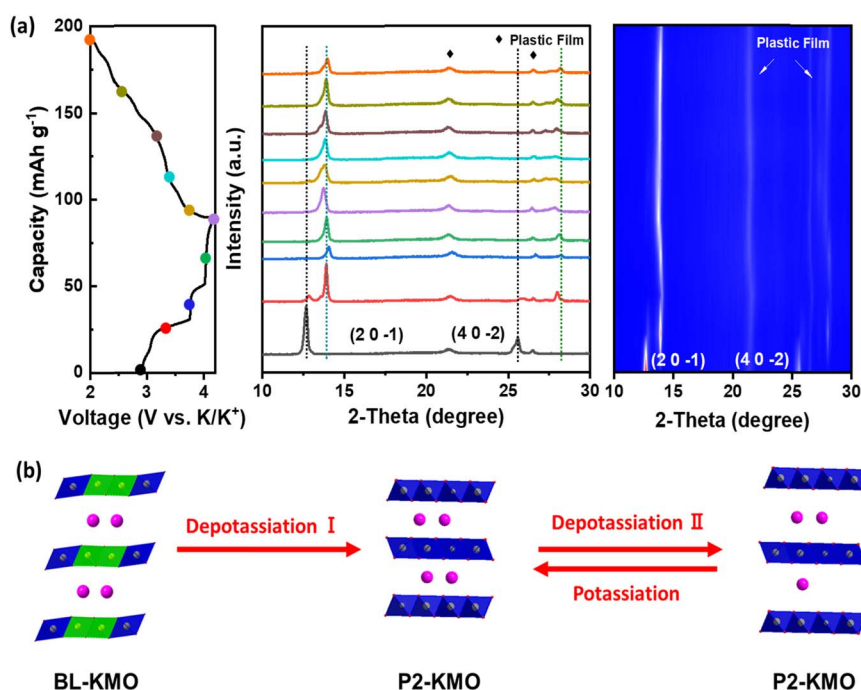 (a)
200
150
100
50
0
Capacity (mAh g⁻¹)
2 3 4
Voltage (V vs. K/K⁺)
Intensity (a.u.)
♦ Plastic Film
♦
(2 0 -1) (4 0 -2)
10 15 20 25 30
2-Theta (degree)
Plastic Film
(2 0 -1) (4 0 -2)
10 15 20 25 30
2-Theta (degree)
(b)
Depotassiation Ⅰ
Depotassiation Ⅱ
Potassiation
BL-KMO P2-KMO P2-KMO